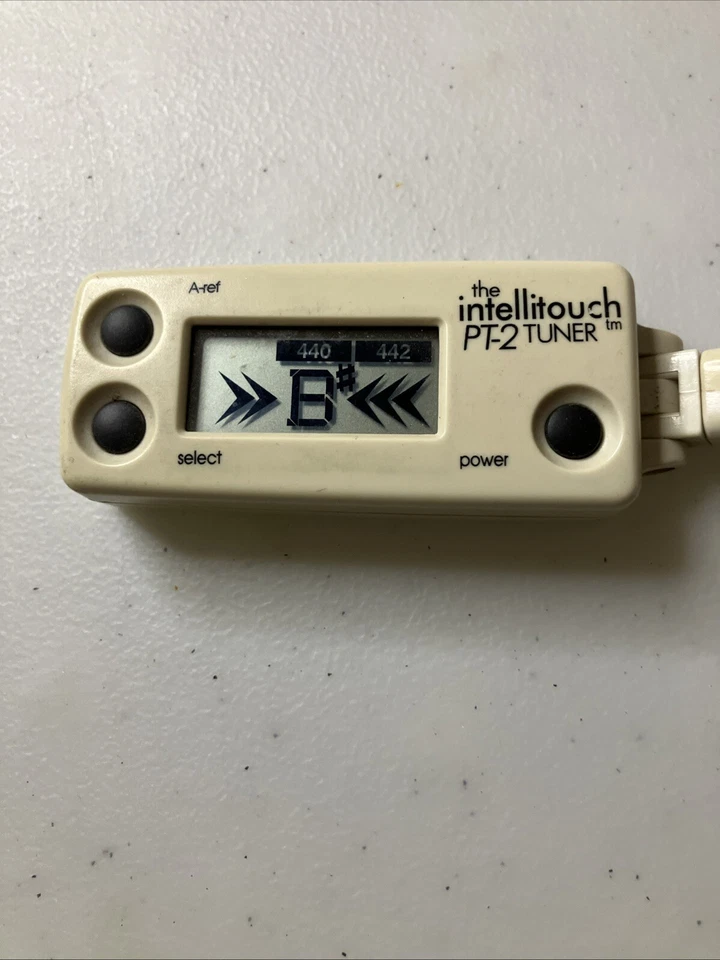 A-ref
the
intellitouch
PT-2 TUNER tm
440 442
B#
select
power